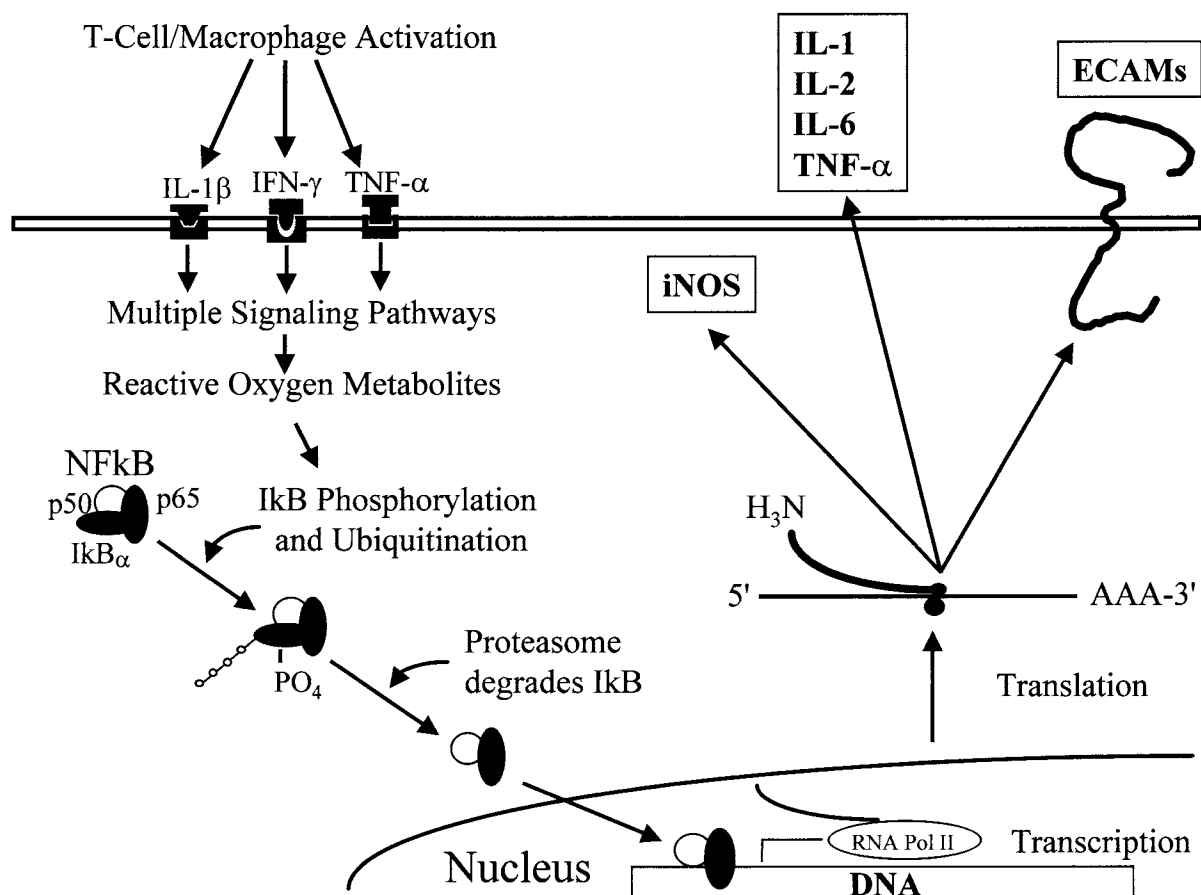 T-Cell/Macrophage Activation
IL-1β
IFN-γ
TNF-α
Multiple Signaling Pathways
Reactive Oxygen Metabolites
NFkB
p50
p65
IkBα
IkB Phosphorylation
and Ubiquitination
PO4
Proteasome
degrades IkB
Nucleus
IL-1
IL-2
IL-6
TNF-α
ECAMs
iNOS
H3N
5'
AAA-3'
Translation
RNA Pol II
Transcription
DNA